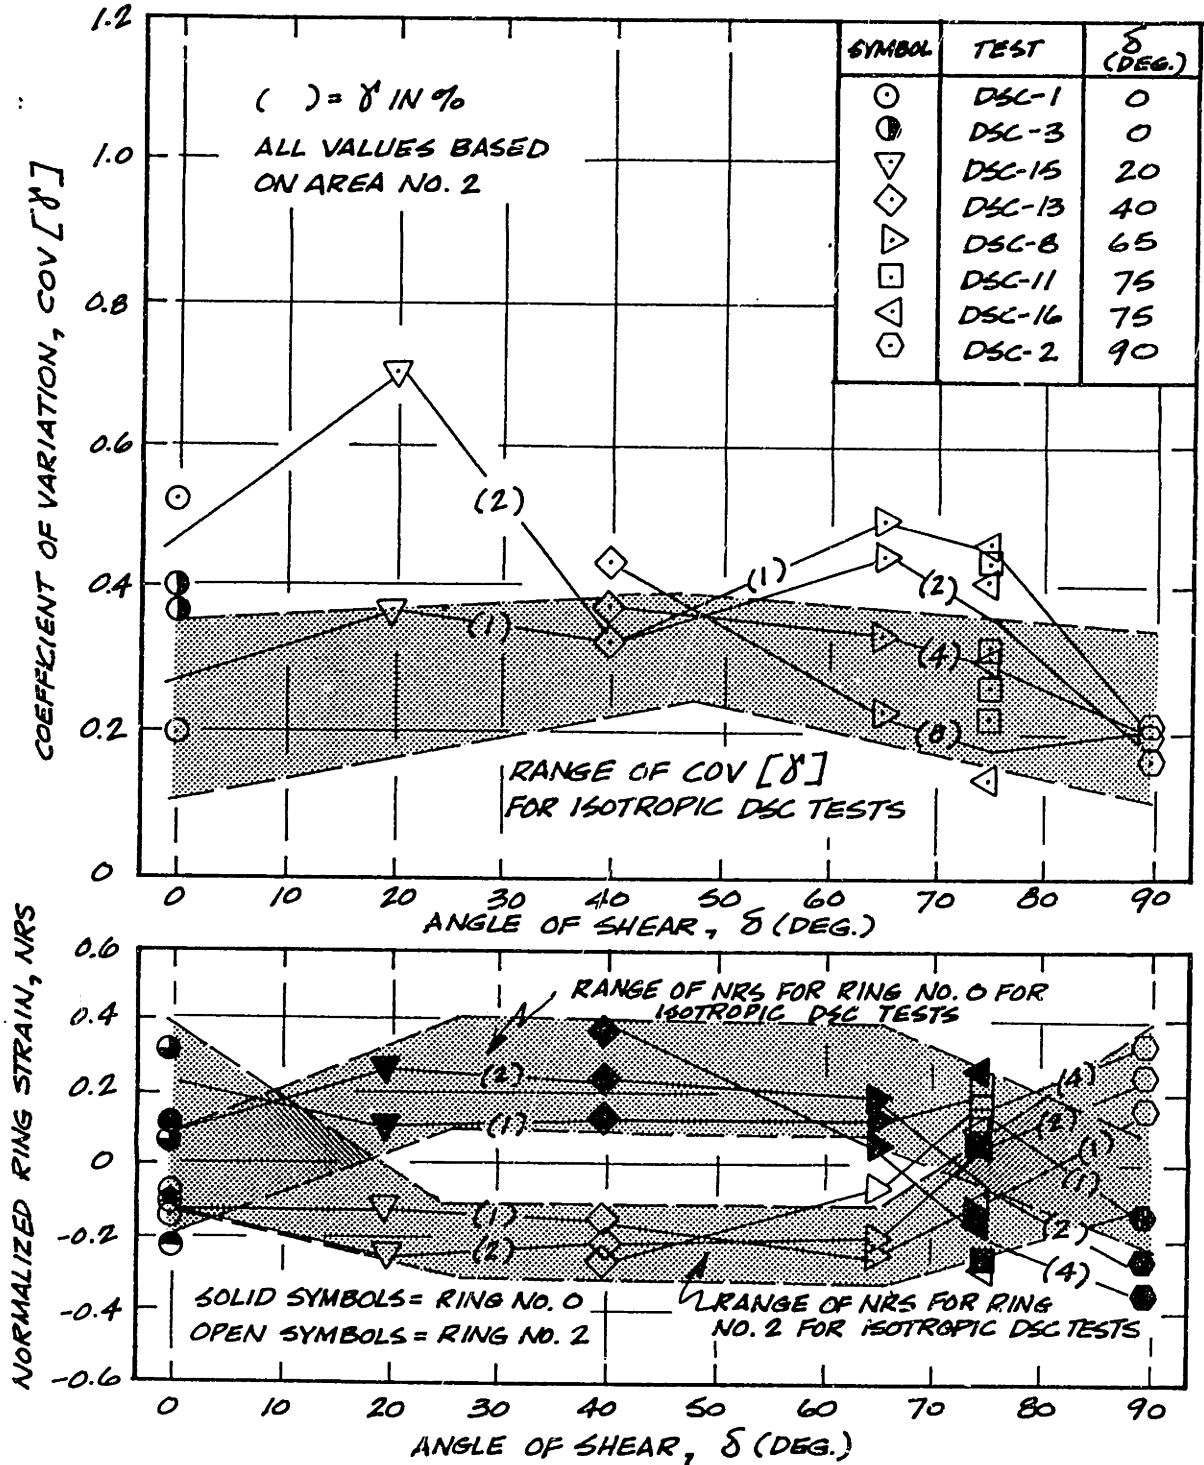 1.2
1.0
0.8
0.6
0.4
0.2
0
COEFFICIENT OF VARIATION, COV [γ]
( ) = γ IN %
ALL VALUES BASED
ON AREA NO. 2
SYMBOL TEST δ (DEG.)
DSC-1 0
DSC-3 0
DSC-15 20
DSC-13 40
DSC-8 65
DSC-11 75
DSC-16 75
DSC-2 90
(2)
(1)
(1)
(2)
(4)
(8)
RANGE OF COV [γ]
FOR ISOTROPIC DSC TESTS
0 10 20 30 40 50 60 70 80 90
ANGLE OF SHEAR, δ (DEG.)
0.6
0.4
0.2
0
-0.2
-0.4
-0.6
NORMALIZED RING STRAIN, NRS
RANGE OF NRS FOR RING NO. 0 FOR
ISOTROPIC DSC TESTS
(2)
(1)
(4)
(2)
(1)
(1)
(1)
(2)
(2)
(4)
SOLID SYMBOLS = RING NO. 0
OPEN SYMBOLS = RING NO. 2
RANGE OF NRS FOR RING
NO. 2 FOR ISOTROPIC DSC TESTS
0 10 20 30 40 50 60 70 80 90
ANGLE OF SHEAR, δ (DEG.)